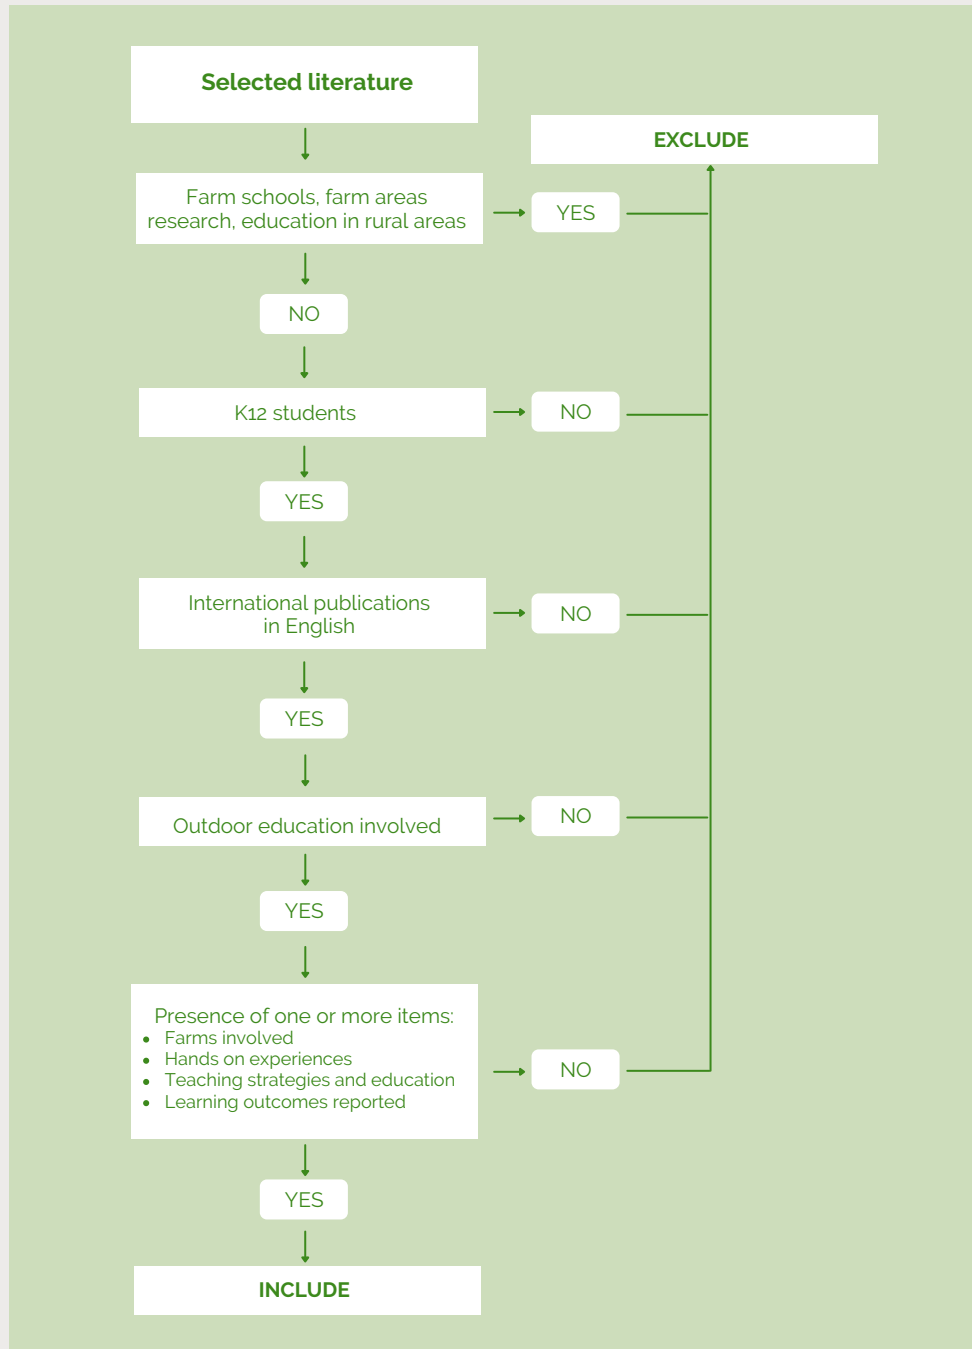 Selected literature
EXCLUDE
Farm schools, farm areas
research, education in rural areas
YES
NO
K12 students
NO
YES
International publications
in English
NO
YES
Outdoor education involved
NO
YES
Presence of one or more items:
• Farms involved
• Hands on experiences
• Teaching strategies and education
• Learning outcomes reported
NO
YES
INCLUDE